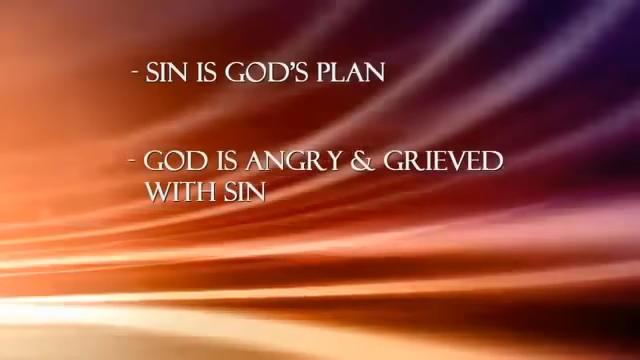 - SIN IS GOD'S PLAN
- GOD IS ANGRY & GRIEVED
WITH SIN